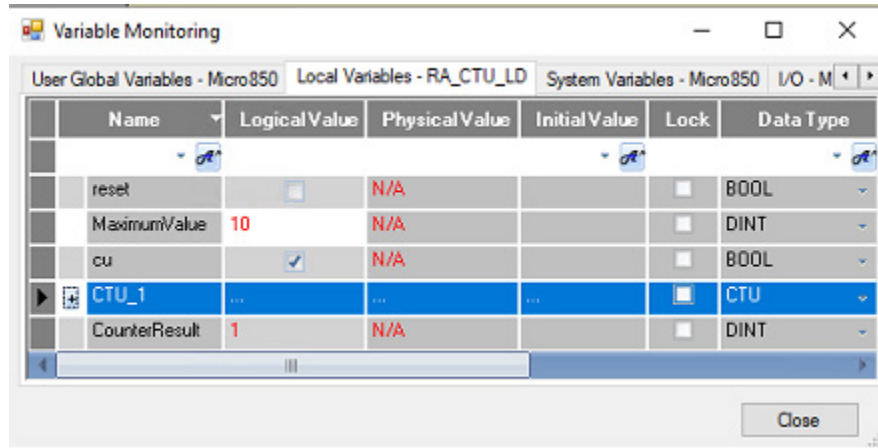 Variable Monitoring
User Global Variables - Micro850 Local Variables - RA_CTU_LD System Variables - Micro850 I/O - M
Name Logical Value Physical Value Initial Value Lock Data Type
reset N/A BOOL
MaximumValue 10 N/A DINT
cu N/A BOOL
CTU_1 ... ... ... CTU
CounterResult 1 N/A DINT
Close